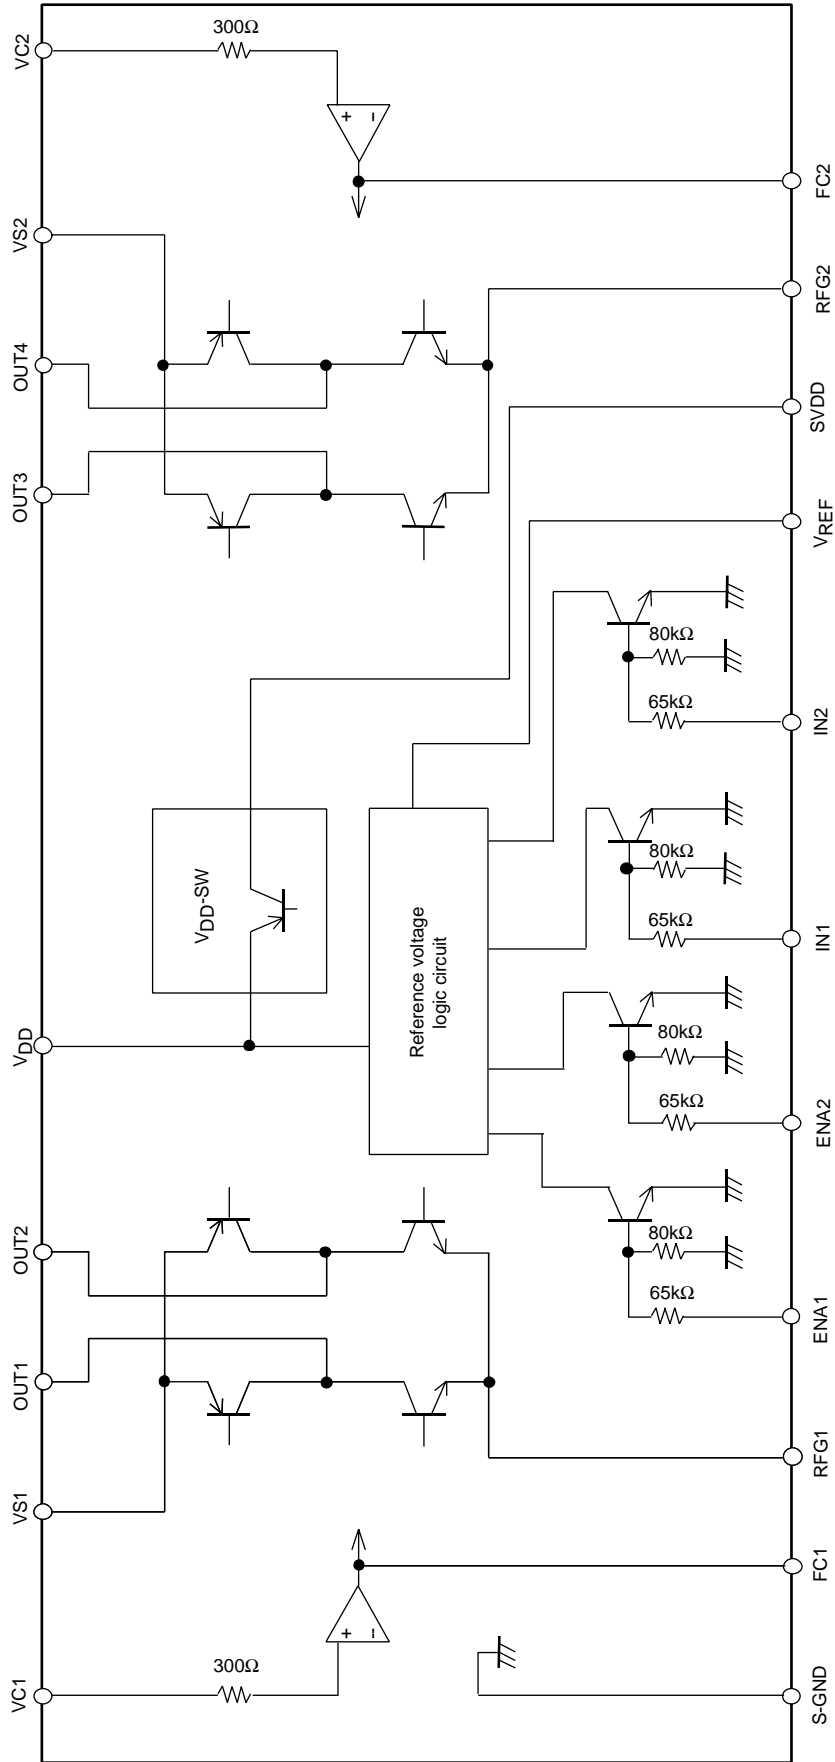 VC1
VS1
OUT1
OUT2
VDD
OUT3
OUT4
VS2
VC2
300Ω
300Ω
+
−
+
−
VDD-SW
Reference voltage
logic circuit
80kΩ
65kΩ
80kΩ
65kΩ
80kΩ
65kΩ
80kΩ
65kΩ
S-GND
FC1
RFG1
ENA1
ENA2
IN1
IN2
VREF
SVDD
RFG2
FC2